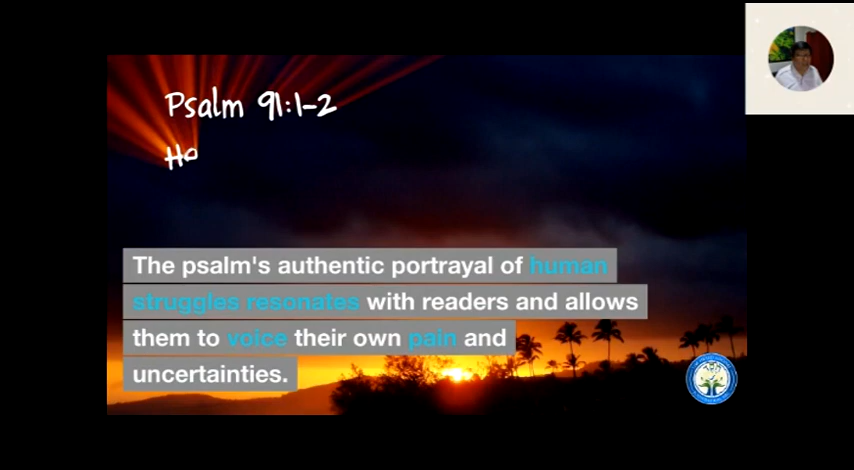 Psalm 91:1-2
Ho
The psalm's authentic portrayal of human
struggles resonates with readers and allows
them to voice their own pain and
uncertainties.